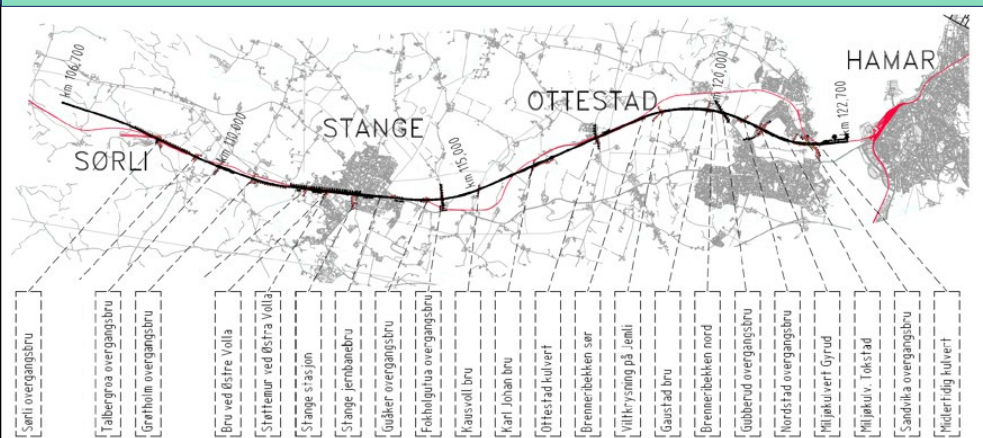 km 106,700
SØRLI
km 110,000
STANGE
km 115,000
OTTESTAD
km 120,000
km 122,700
HAMAR
Sørli overgangsbru
Talbergroa overgangsbru
Grøtholm overgangsbru
Bru ved Østre Volla
Støttemur ved Østra Volla
Stange stasjon
Stange jernbanebru
Guåker overgangsbru
Fokholgutua overgangsbru
Kausvoll bru
Karl Johan bru
Ottestad kulvert
Brenneribekken sør
Viltkrysning på Jemli
Gaustad bru
Brenneribekken nord
Gubberud overgangsbru
Nordstad overgangsbru
Miljøkulvert Gyrud
Miljøkulv. Tokstad
Sandvika overgangsbru
Midlertidig kulvert